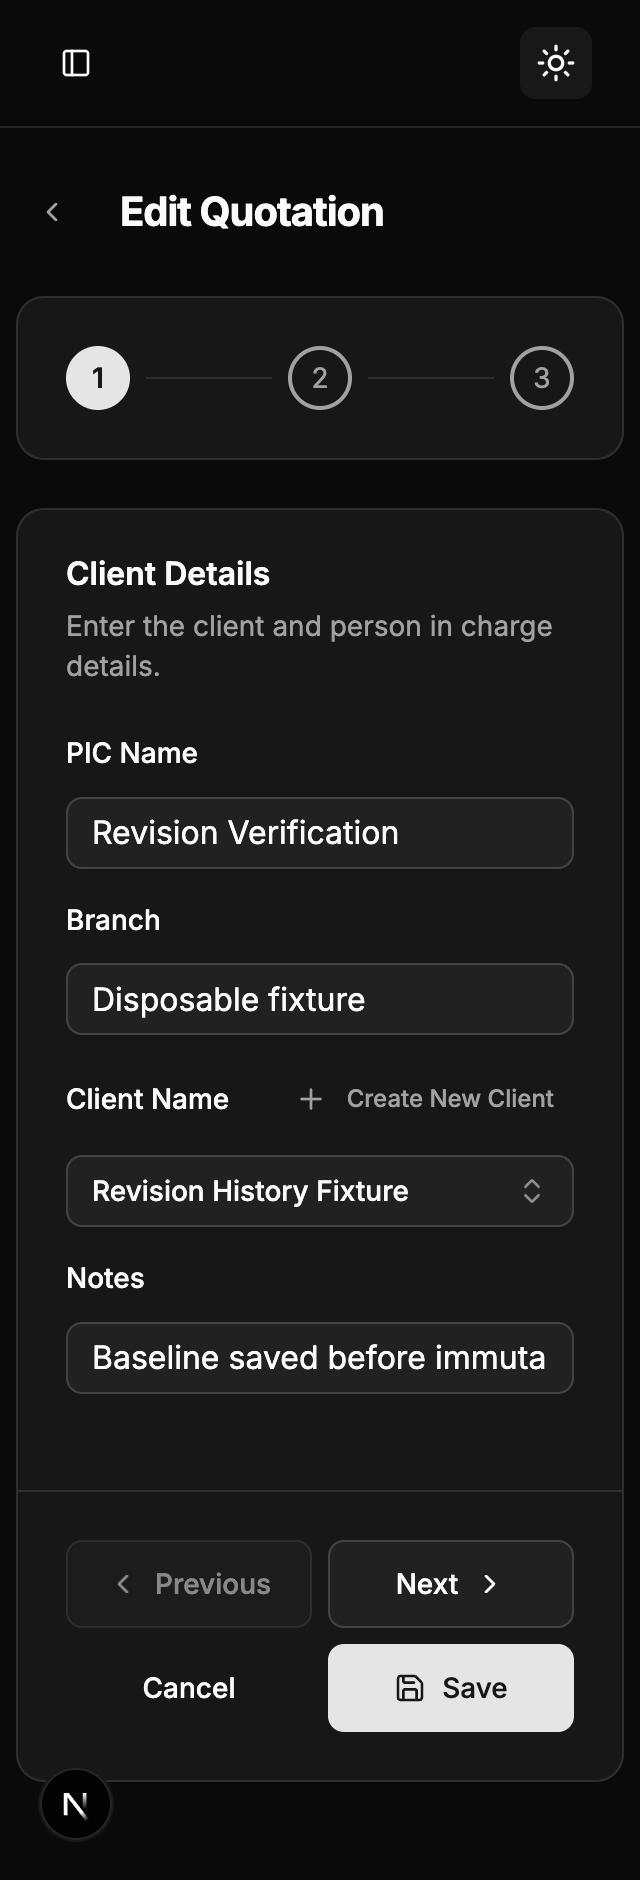 Edit Quotation
1
2
3
Client Details
Enter the client and person in charge
details.
PIC Name
Revision Verification
Branch
Disposable fixture
Client Name
Create New Client
Revision History Fixture
Notes
Baseline saved before immuta
Previous
Next
Cancel
Save
N